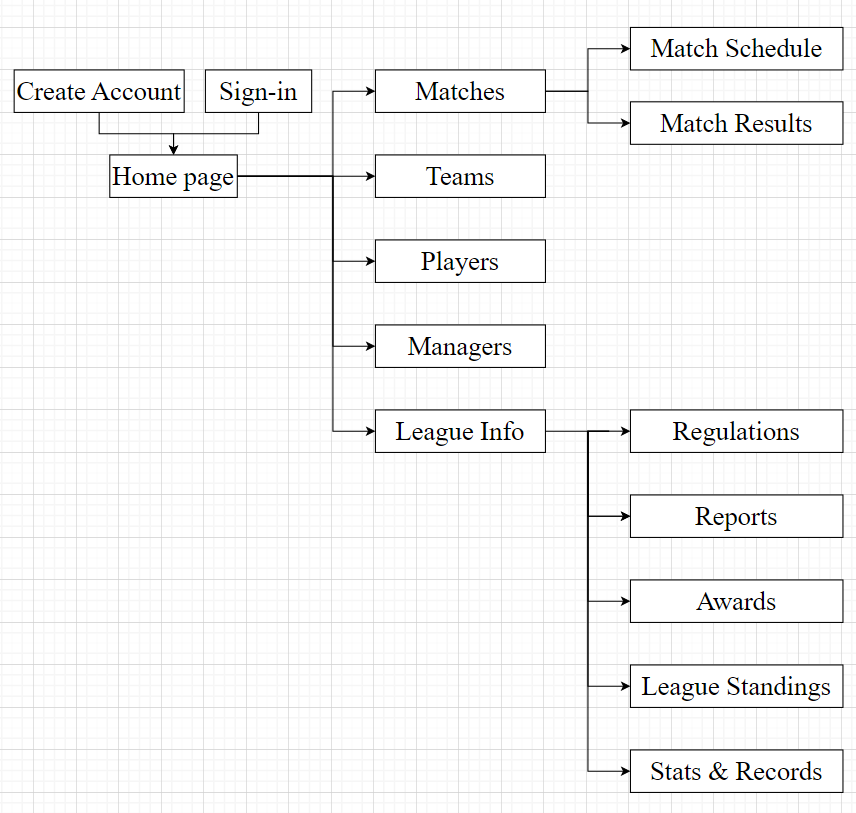 Create Account
Sign-in
Home page
Matches
Teams
Players
Managers
League Info
Match Schedule
Match Results
Regulations
Reports
Awards
League Standings
Stats & Records